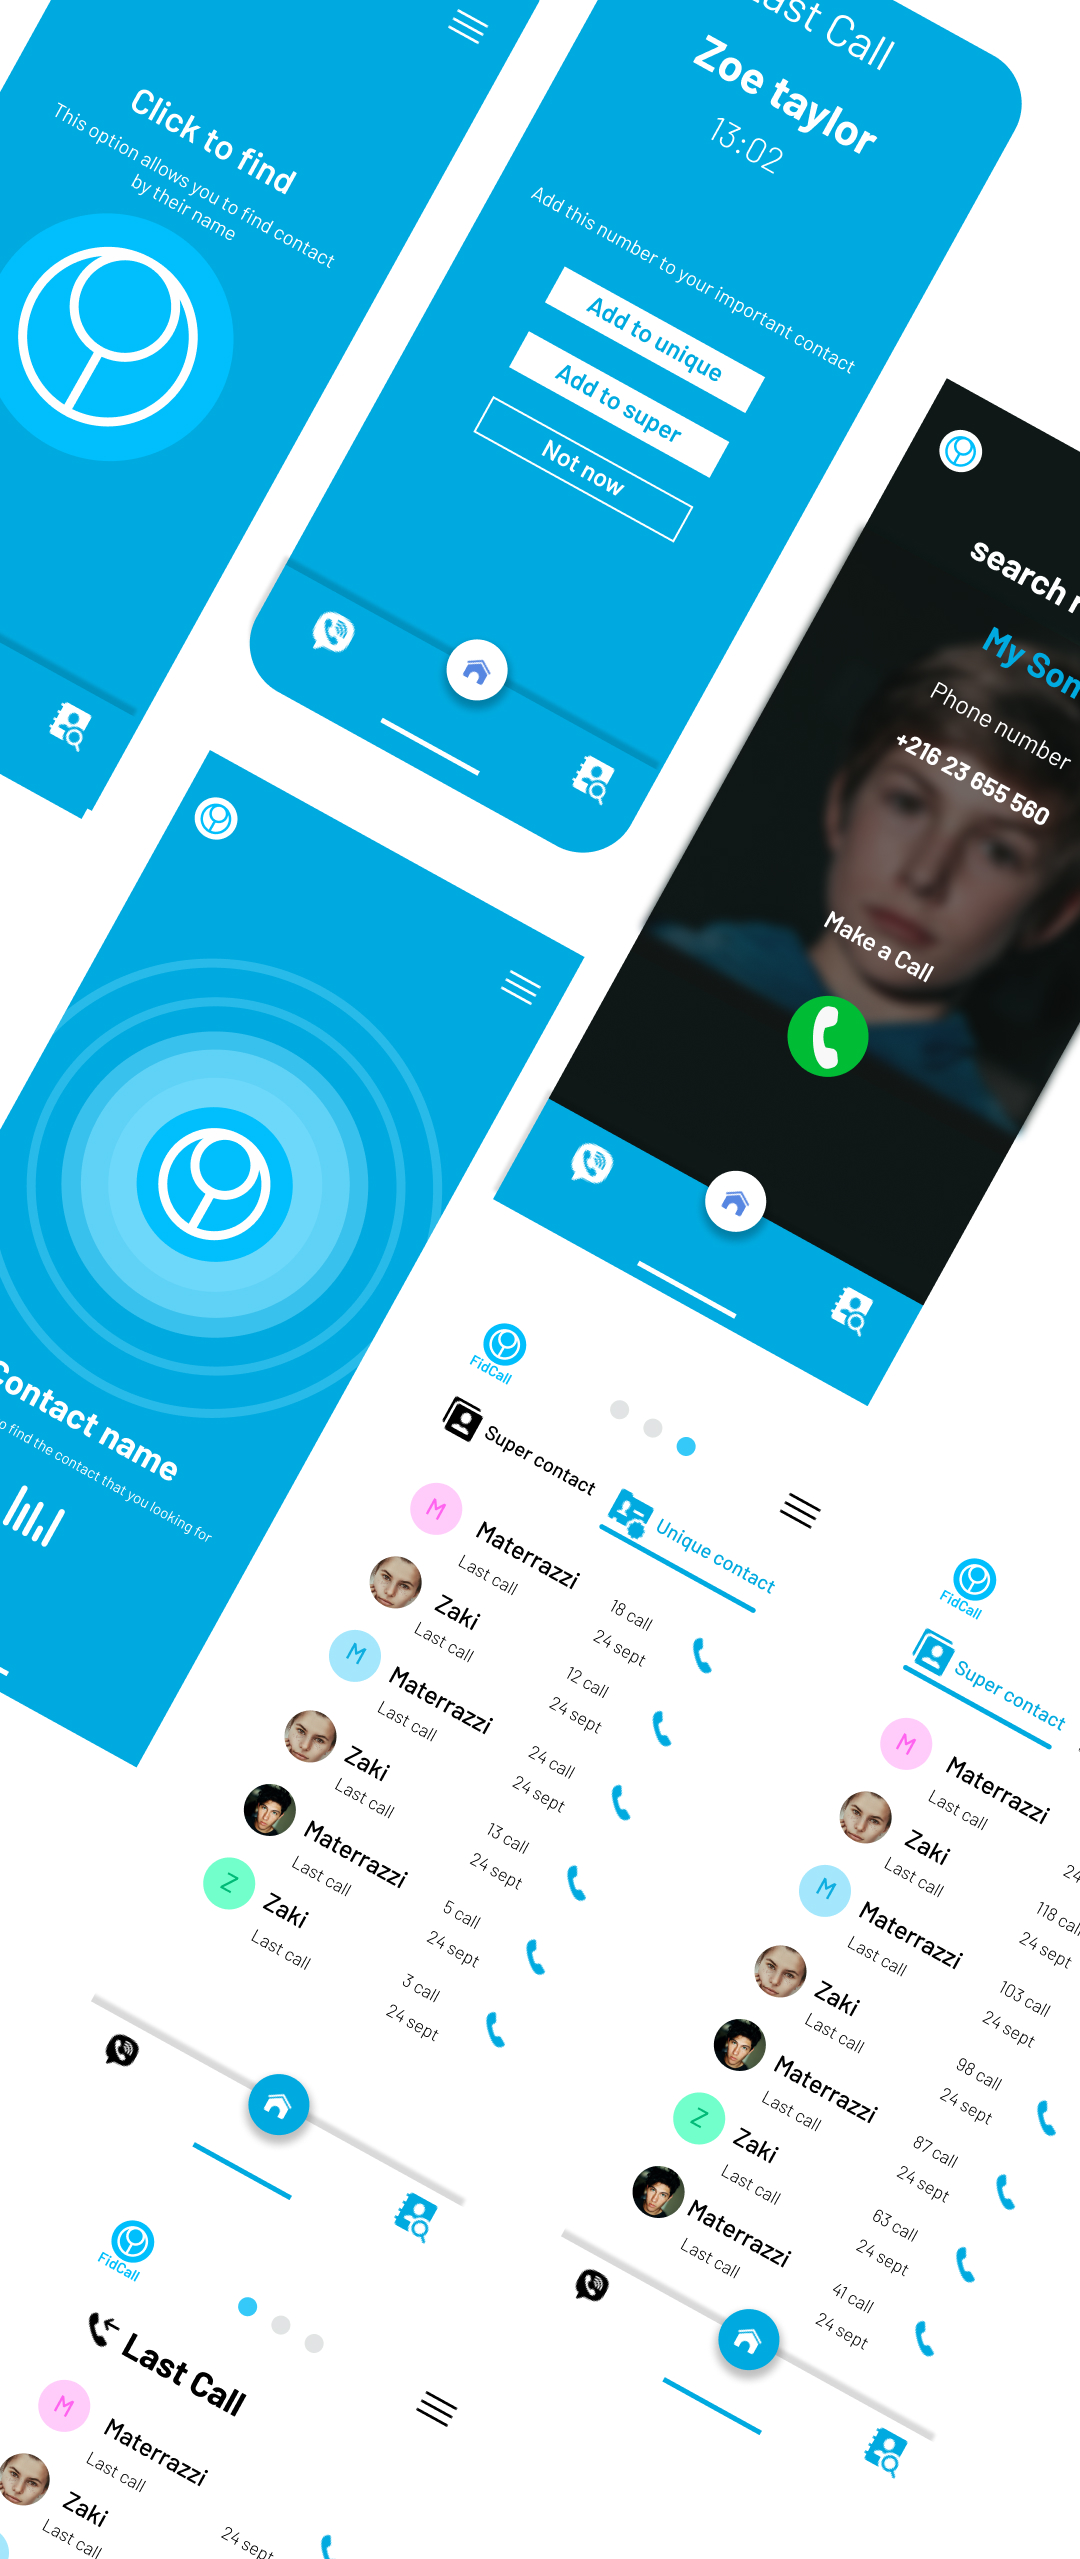 Click to find
This option allows you to find contact
by their name
Last Call
Zoe taylor
13:02
Add this number to your important contact
Add to unique
Add to super
Not now
search
My Son
Phone number
+216 23 655 560
Make a Call
Contact name
to find the contact that you looking for
FidCall
Super contact
Unique contact
Materrazzi
Last call
18 call
24 sept
Zaki
Last call
12 call
24 sept
M
Materrazzi
Last call
24 call
24 sept
Zaki
Last call
13 call
24 sept
Materrazzi
Last call
5 call
24 sept
Z
Zaki
Last call
3 call
24 sept
FidCall
Super contact
M
Materrazzi
Last call
24
Zaki
Last call
118 call
24 sept
M
Materrazzi
Last call
103 call
24 sept
Zaki
Last call
98 call
24 sept
Materrazzi
Last call
87 call
24 sept
Z
Zaki
Last call
63 call
24 sept
Materrazzi
Last call
41 call
24 sept
FidCall
Last Call
M
Materrazzi
Last call
24 sept
Zaki
Last call